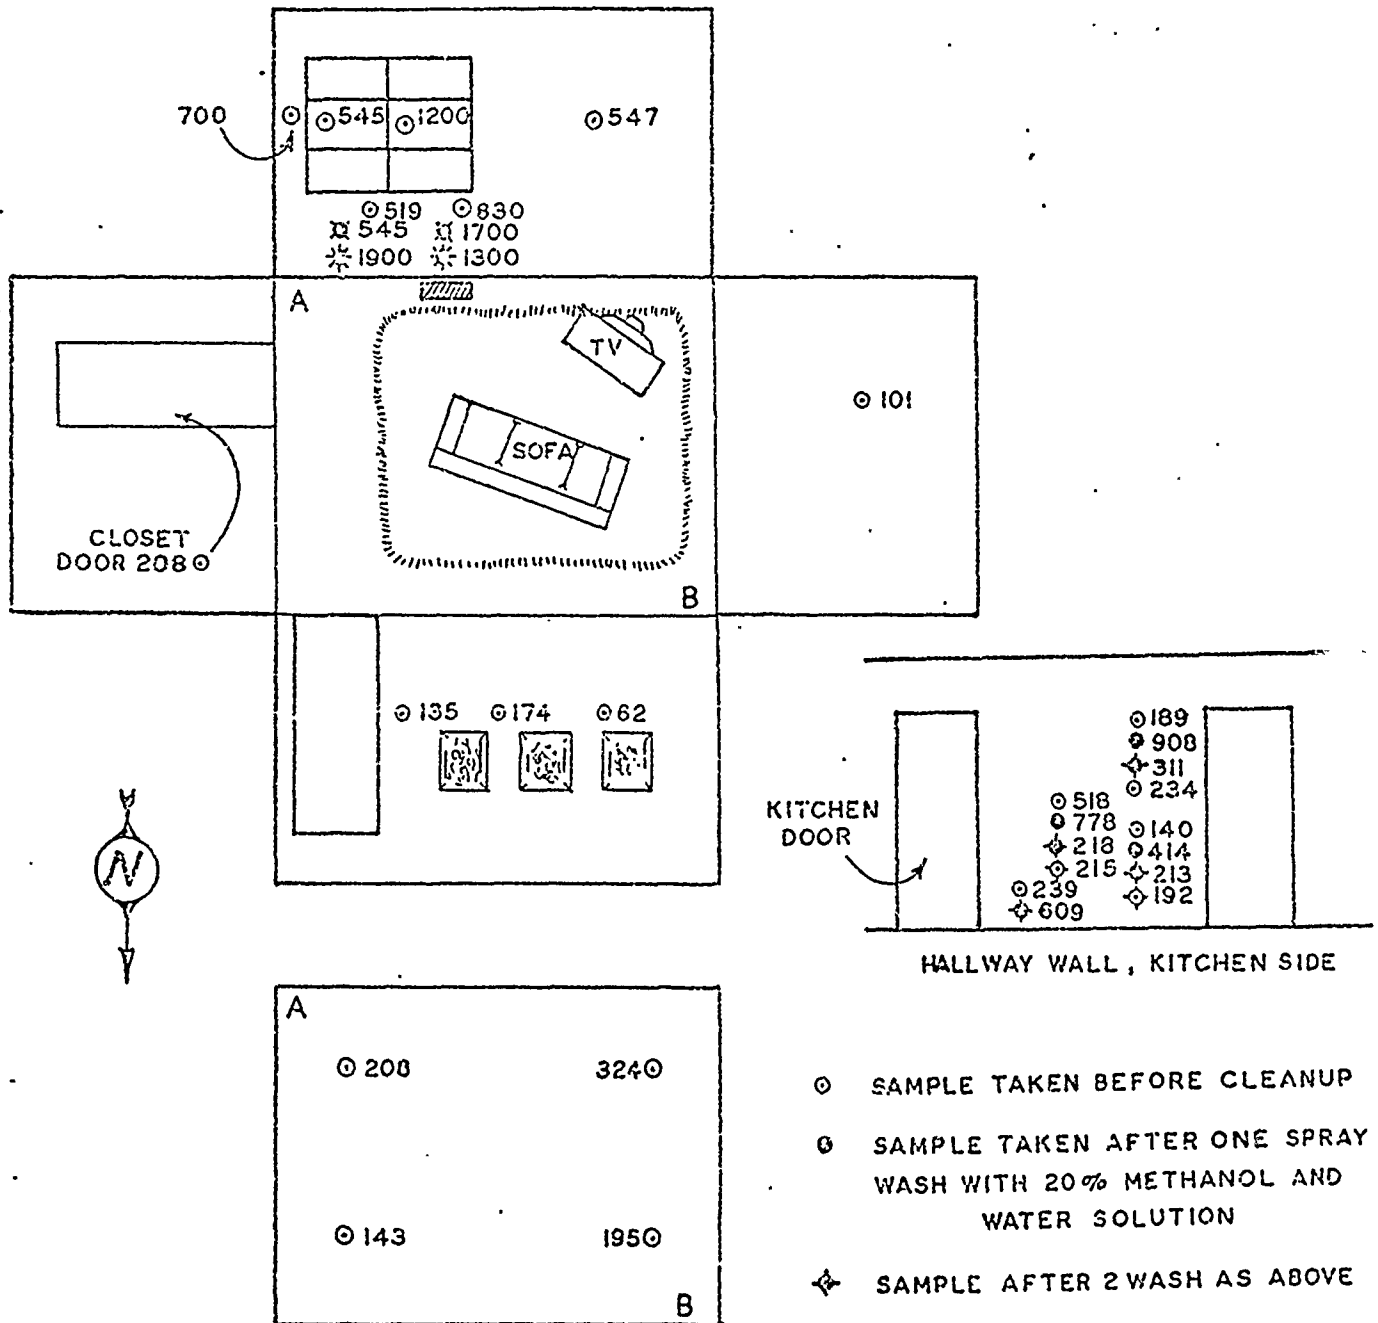 700
545
1200
547
519
830
545
1700
1900
1300
A
TV
SOFA
101
CLOSET
DOOR 208
B
135
174
62
N
KITCHEN
DOOR
189
908
311
234
518
778
218
215
140
414
213
192
239
609
HALLWAY WALL, KITCHEN SIDE
A
208
324
143
195
B
SAMPLE TAKEN BEFORE CLEANUP
SAMPLE TAKEN AFTER ONE SPRAY
WASH WITH 20% METHANOL AND
WATER SOLUTION
SAMPLE AFTER 2 WASH AS ABOVE